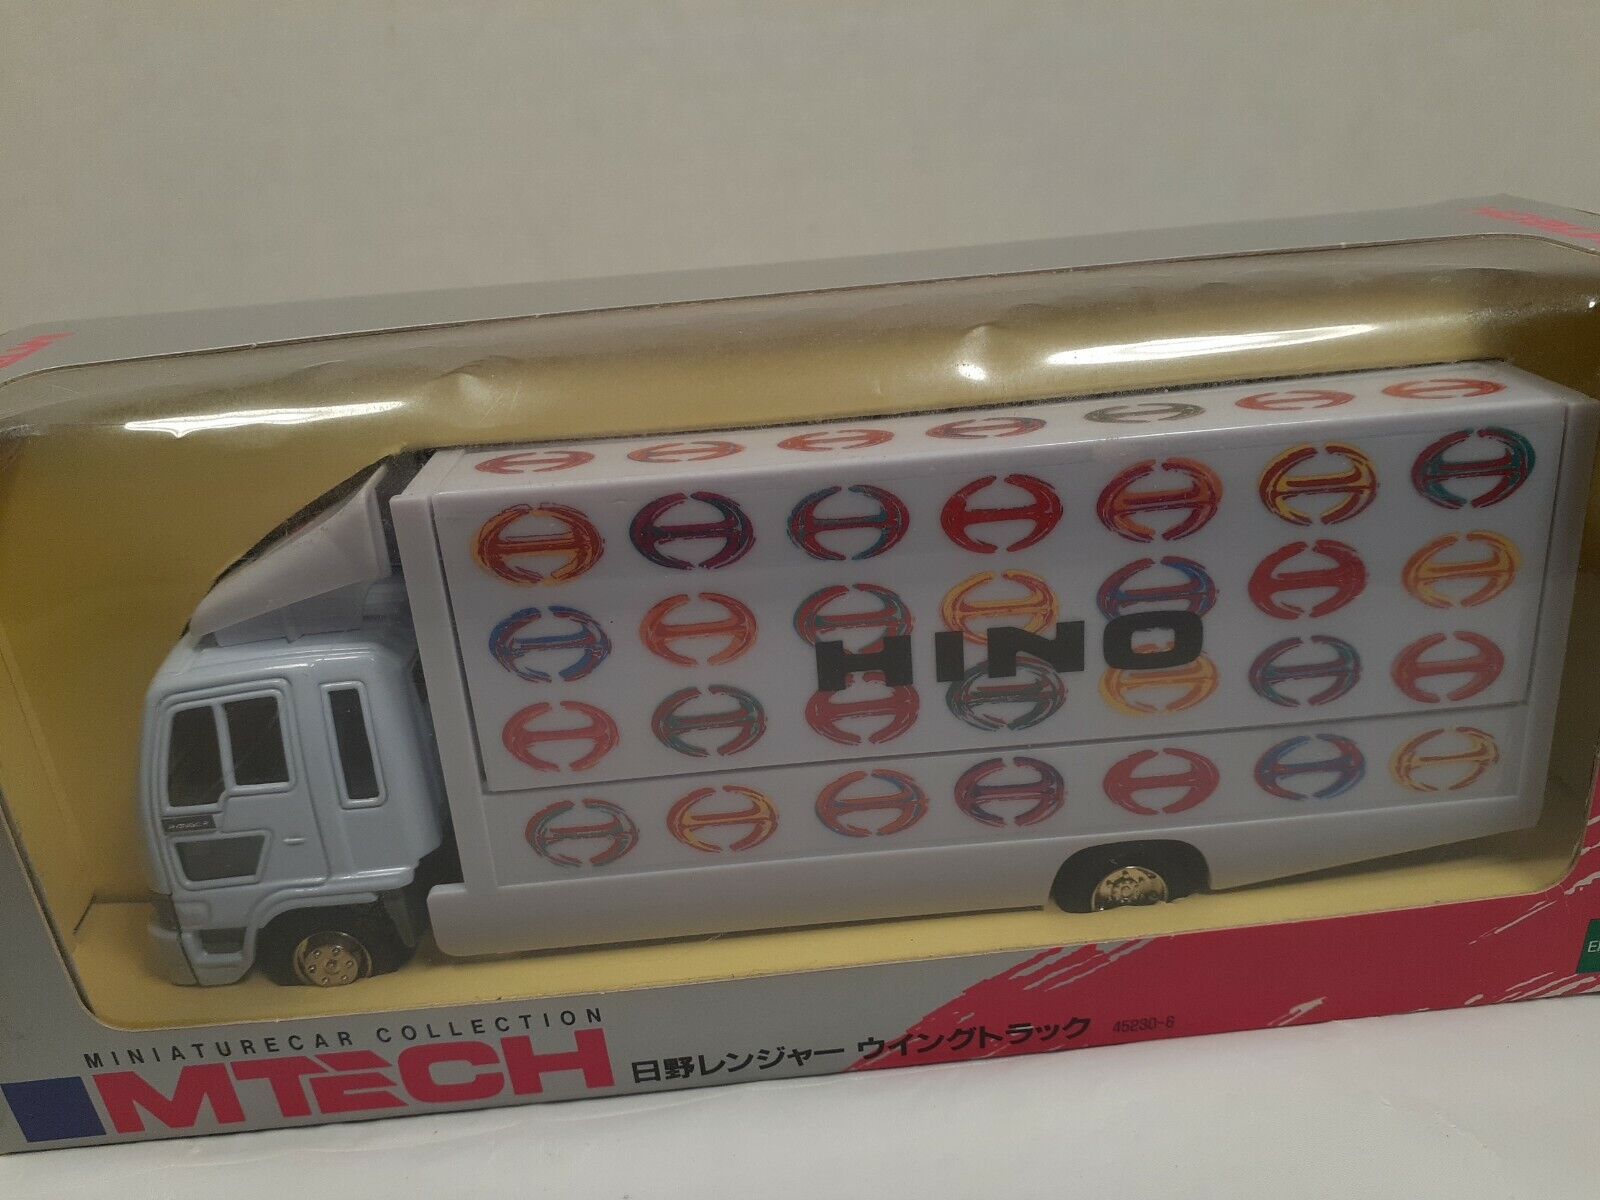 HINO
RANGER
MINIATURECAR COLLECTION
MTECH 日野レンジャー ウイングトラック 45230-6